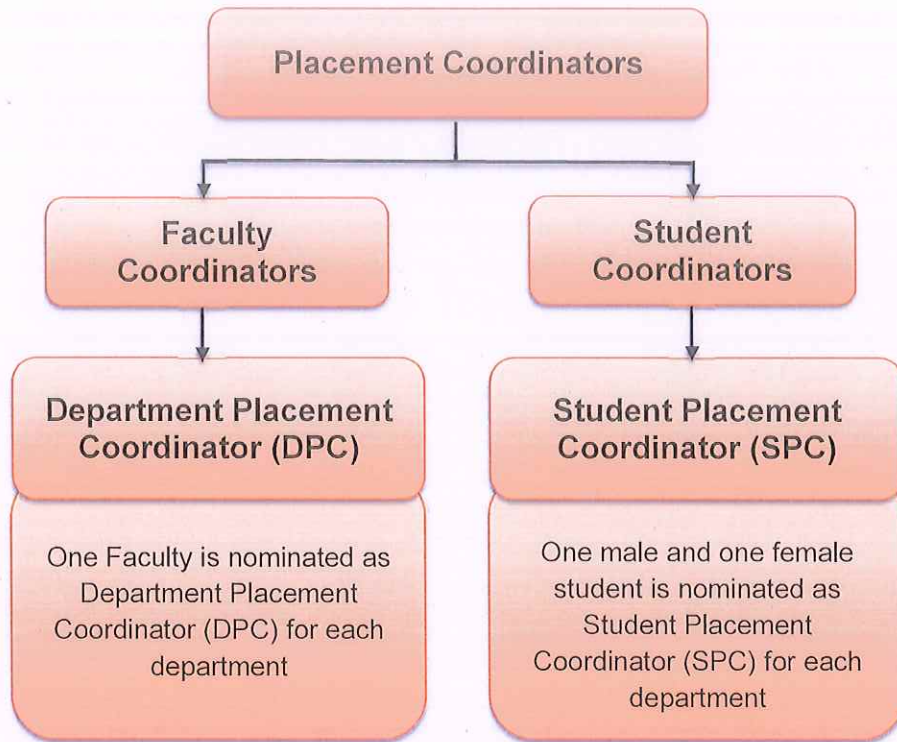 Placement Coordinators
Faculty
Coordinators
Student
Coordinators
Department Placement
Coordinator (DPC)
One Faculty is nominated as
Department Placement
Coordinator (DPC) for each
department
Student Placement
Coordinator (SPC)
One male and one female
student is nominated as
Student Placement
Coordinator (SPC) for each
department